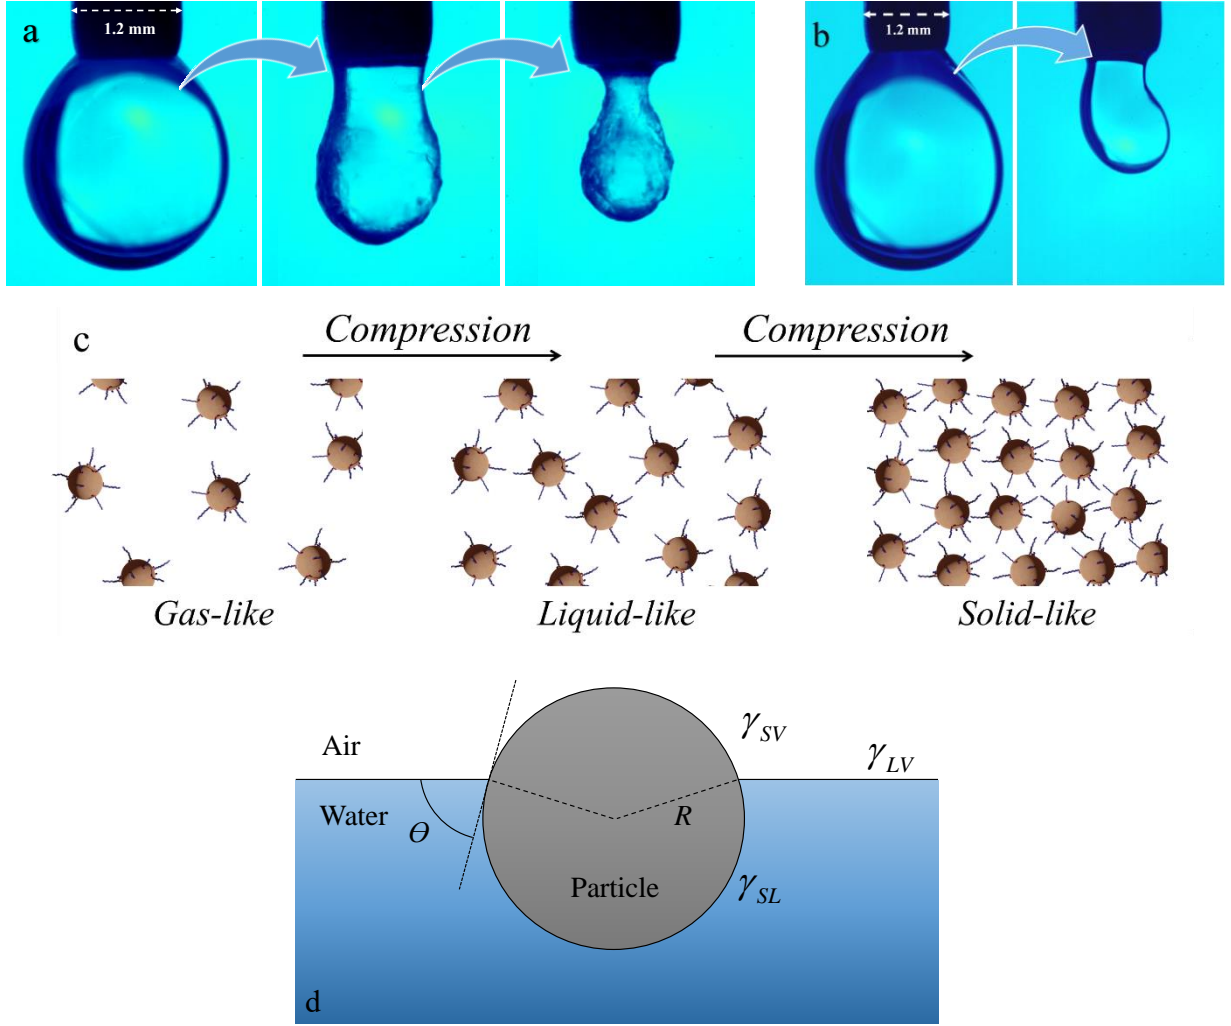 a
1.2 mm
b
1.2 mm
c
Compression
Compression
Gas-like
Liquid-like
Solid-like
Air
Water
Θ
R
Particle
γSV
γLV
γSL
d